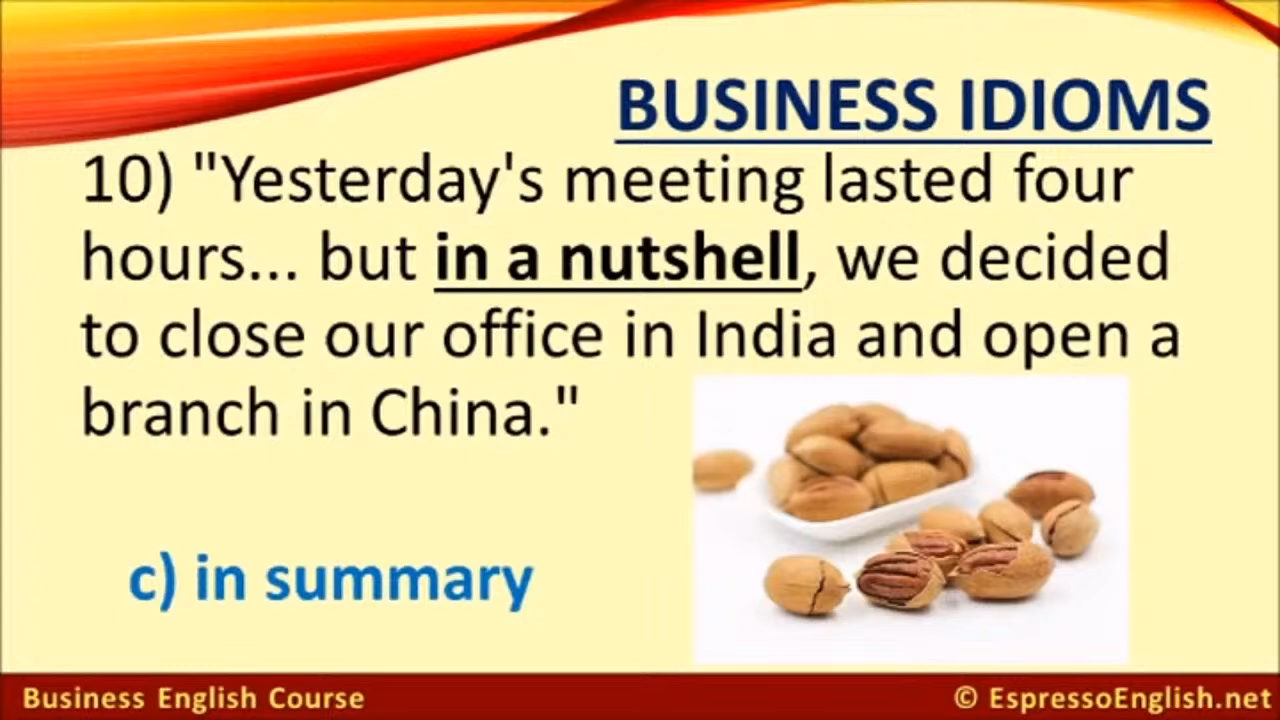 BUSINESS IDIOMS
10) "Yesterday's meeting lasted four
hours... but in a nutshell, we decided
to close our office in India and open a
branch in China."
c) in summary
Business English Course
© EspressoEnglish.net